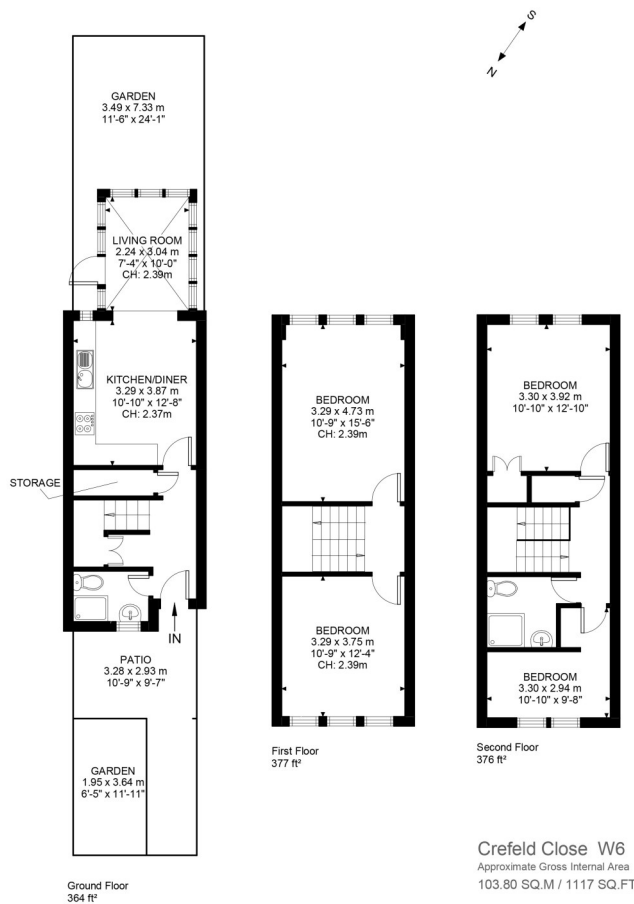 S
N
GARDEN
3.49 x 7.33 m
11'-6" x 24'-1"
LIVING ROOM
2.24 x 3.04 m
7'-4" x 10'-0"
CH: 2.39m
KITCHEN/DINER
3.29 x 3.87 m
10'-10" x 12'-8"
CH: 2.37m
STORAGE
IN
PATIO
3.28 x 2.93 m
10'-9" x 9'-7"
GARDEN
1.95 x 3.64 m
6'-5" x 11'-11"
Ground Floor
364 ft²
BEDROOM
3.29 x 4.73 m
10'-9" x 15'-6"
CH: 2.39m
BEDROOM
3.29 x 3.75 m
10'-9" x 12'-4"
CH: 2.39m
First Floor
377 ft²
BEDROOM
3.30 x 3.92 m
10'-10" x 12'-10"
BEDROOM
3.30 x 2.94 m
10'-10" x 9'-8"
Second Floor
376 ft²
Crefeld Close W6
Approximate Gross Internal Area
103.80 SQ.M / 1117 SQ.FT